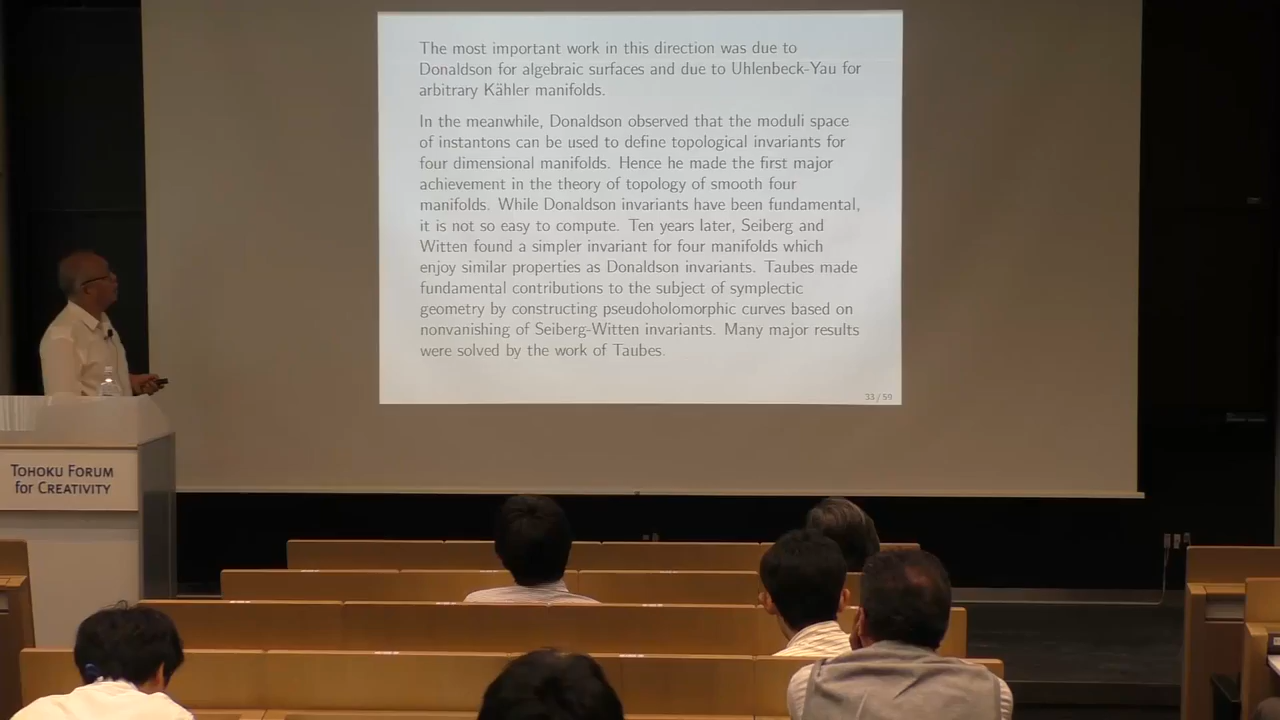 The most important work in this direction was due to
Donaldson for algebraic surfaces and due to Uhlenbeck-Yau for
arbitrary Kähler manifolds.
In the meanwhile, Donaldson observed that the moduli space
of instantons can be used to define topological invariants for
four dimensional manifolds. Hence he made the first major
achievement in the theory of topology of smooth four
manifolds. While Donaldson invariants have been fundamental,
it is not so easy to compute. Ten years later, Seiberg and
Witten found a simpler invariant for four manifolds which
enjoy similar properties as Donaldson invariants. Taubes made
fundamental contributions to the subject of symplectic
geometry by constructing pseudoholomorphic curves based on
nonvanishing of Seiberg-Witten invariants. Many major results
were solved by the work of Taubes.
33 / 59
TOHOKU FORUM
for CREATIVITY